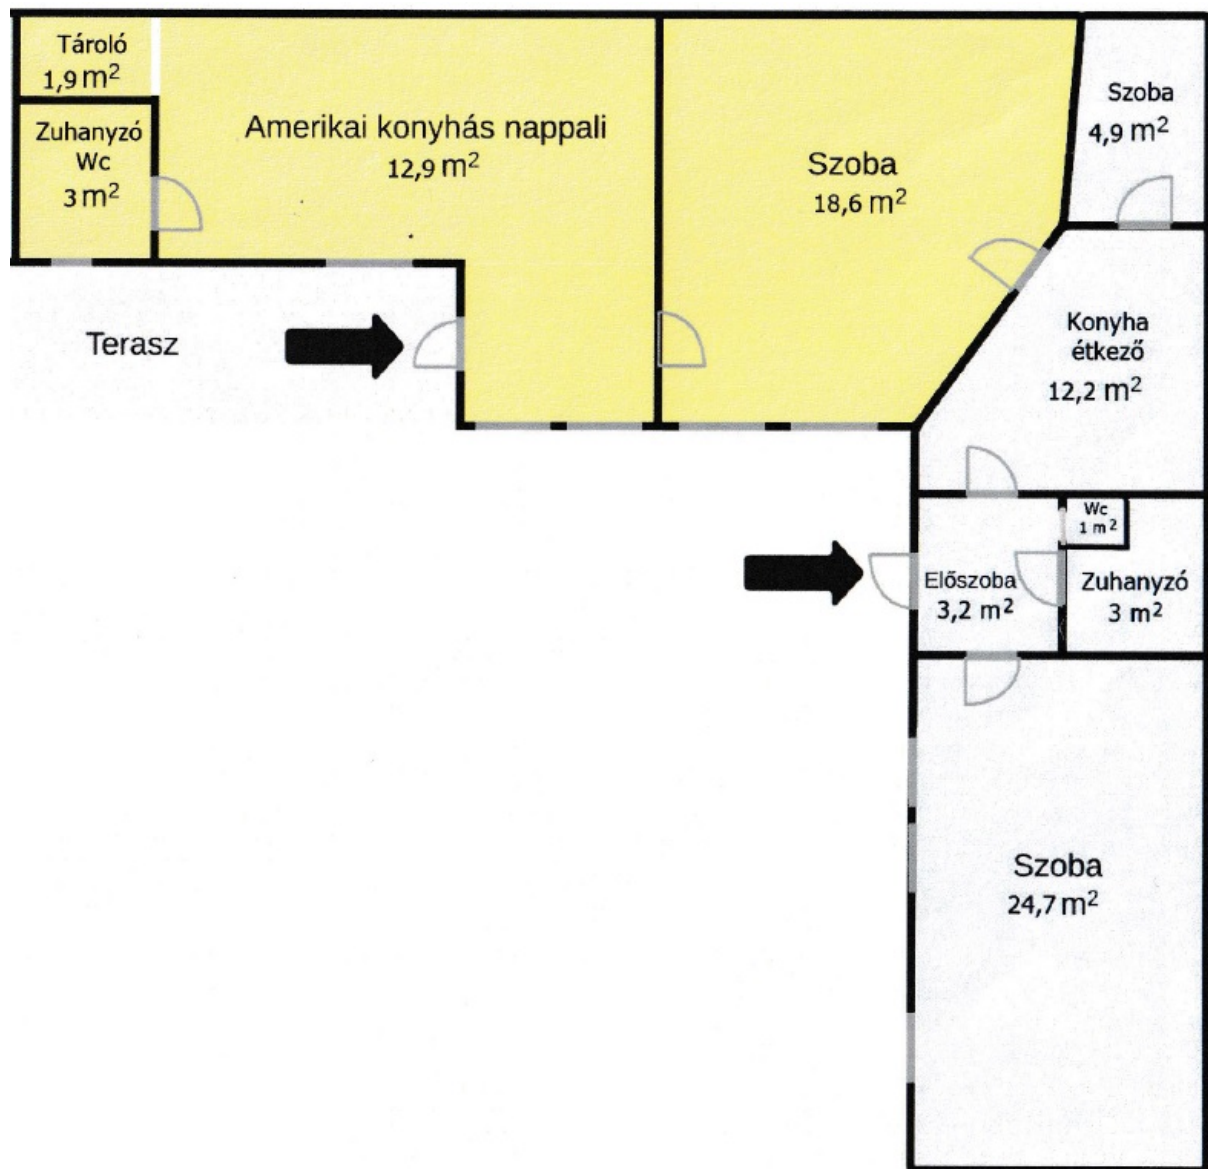 Tároló
1,9 m²
Zuhanyzó
Wc
3 m²
Amerikai konyhás nappali
12,9 m²
Szoba
18,6 m²
Szoba
4,9 m²
Terasz
Konyha
étkező
12,2 m²
Wc
1 m²
Előszoba
3,2 m²
Zuhanyzó
3 m²
Szoba
24,7 m²